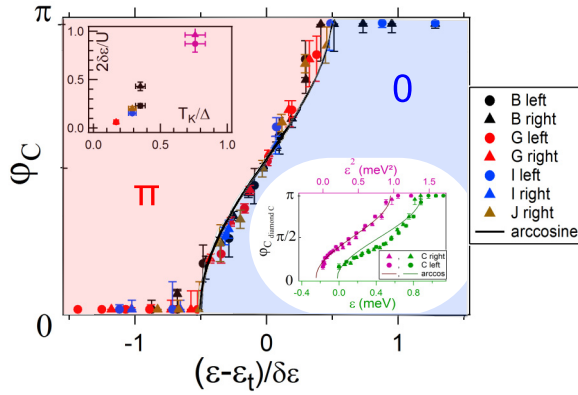 π
φC
0
-1
0
1
(ε-εt)/δε
π
0
2δε/U
1.0
0.5
0.0
0.0
0.5
1.0
TK/Δ
B left
B right
G left
G right
I left
I right
J right
arccosine
ε² (meV²)
0.0
0.5
1.0
1.5
φC diamond C
π
π/2
0
C right
C left
arccos
-0.4
0.0
0.4
0.8
ε
(meV)